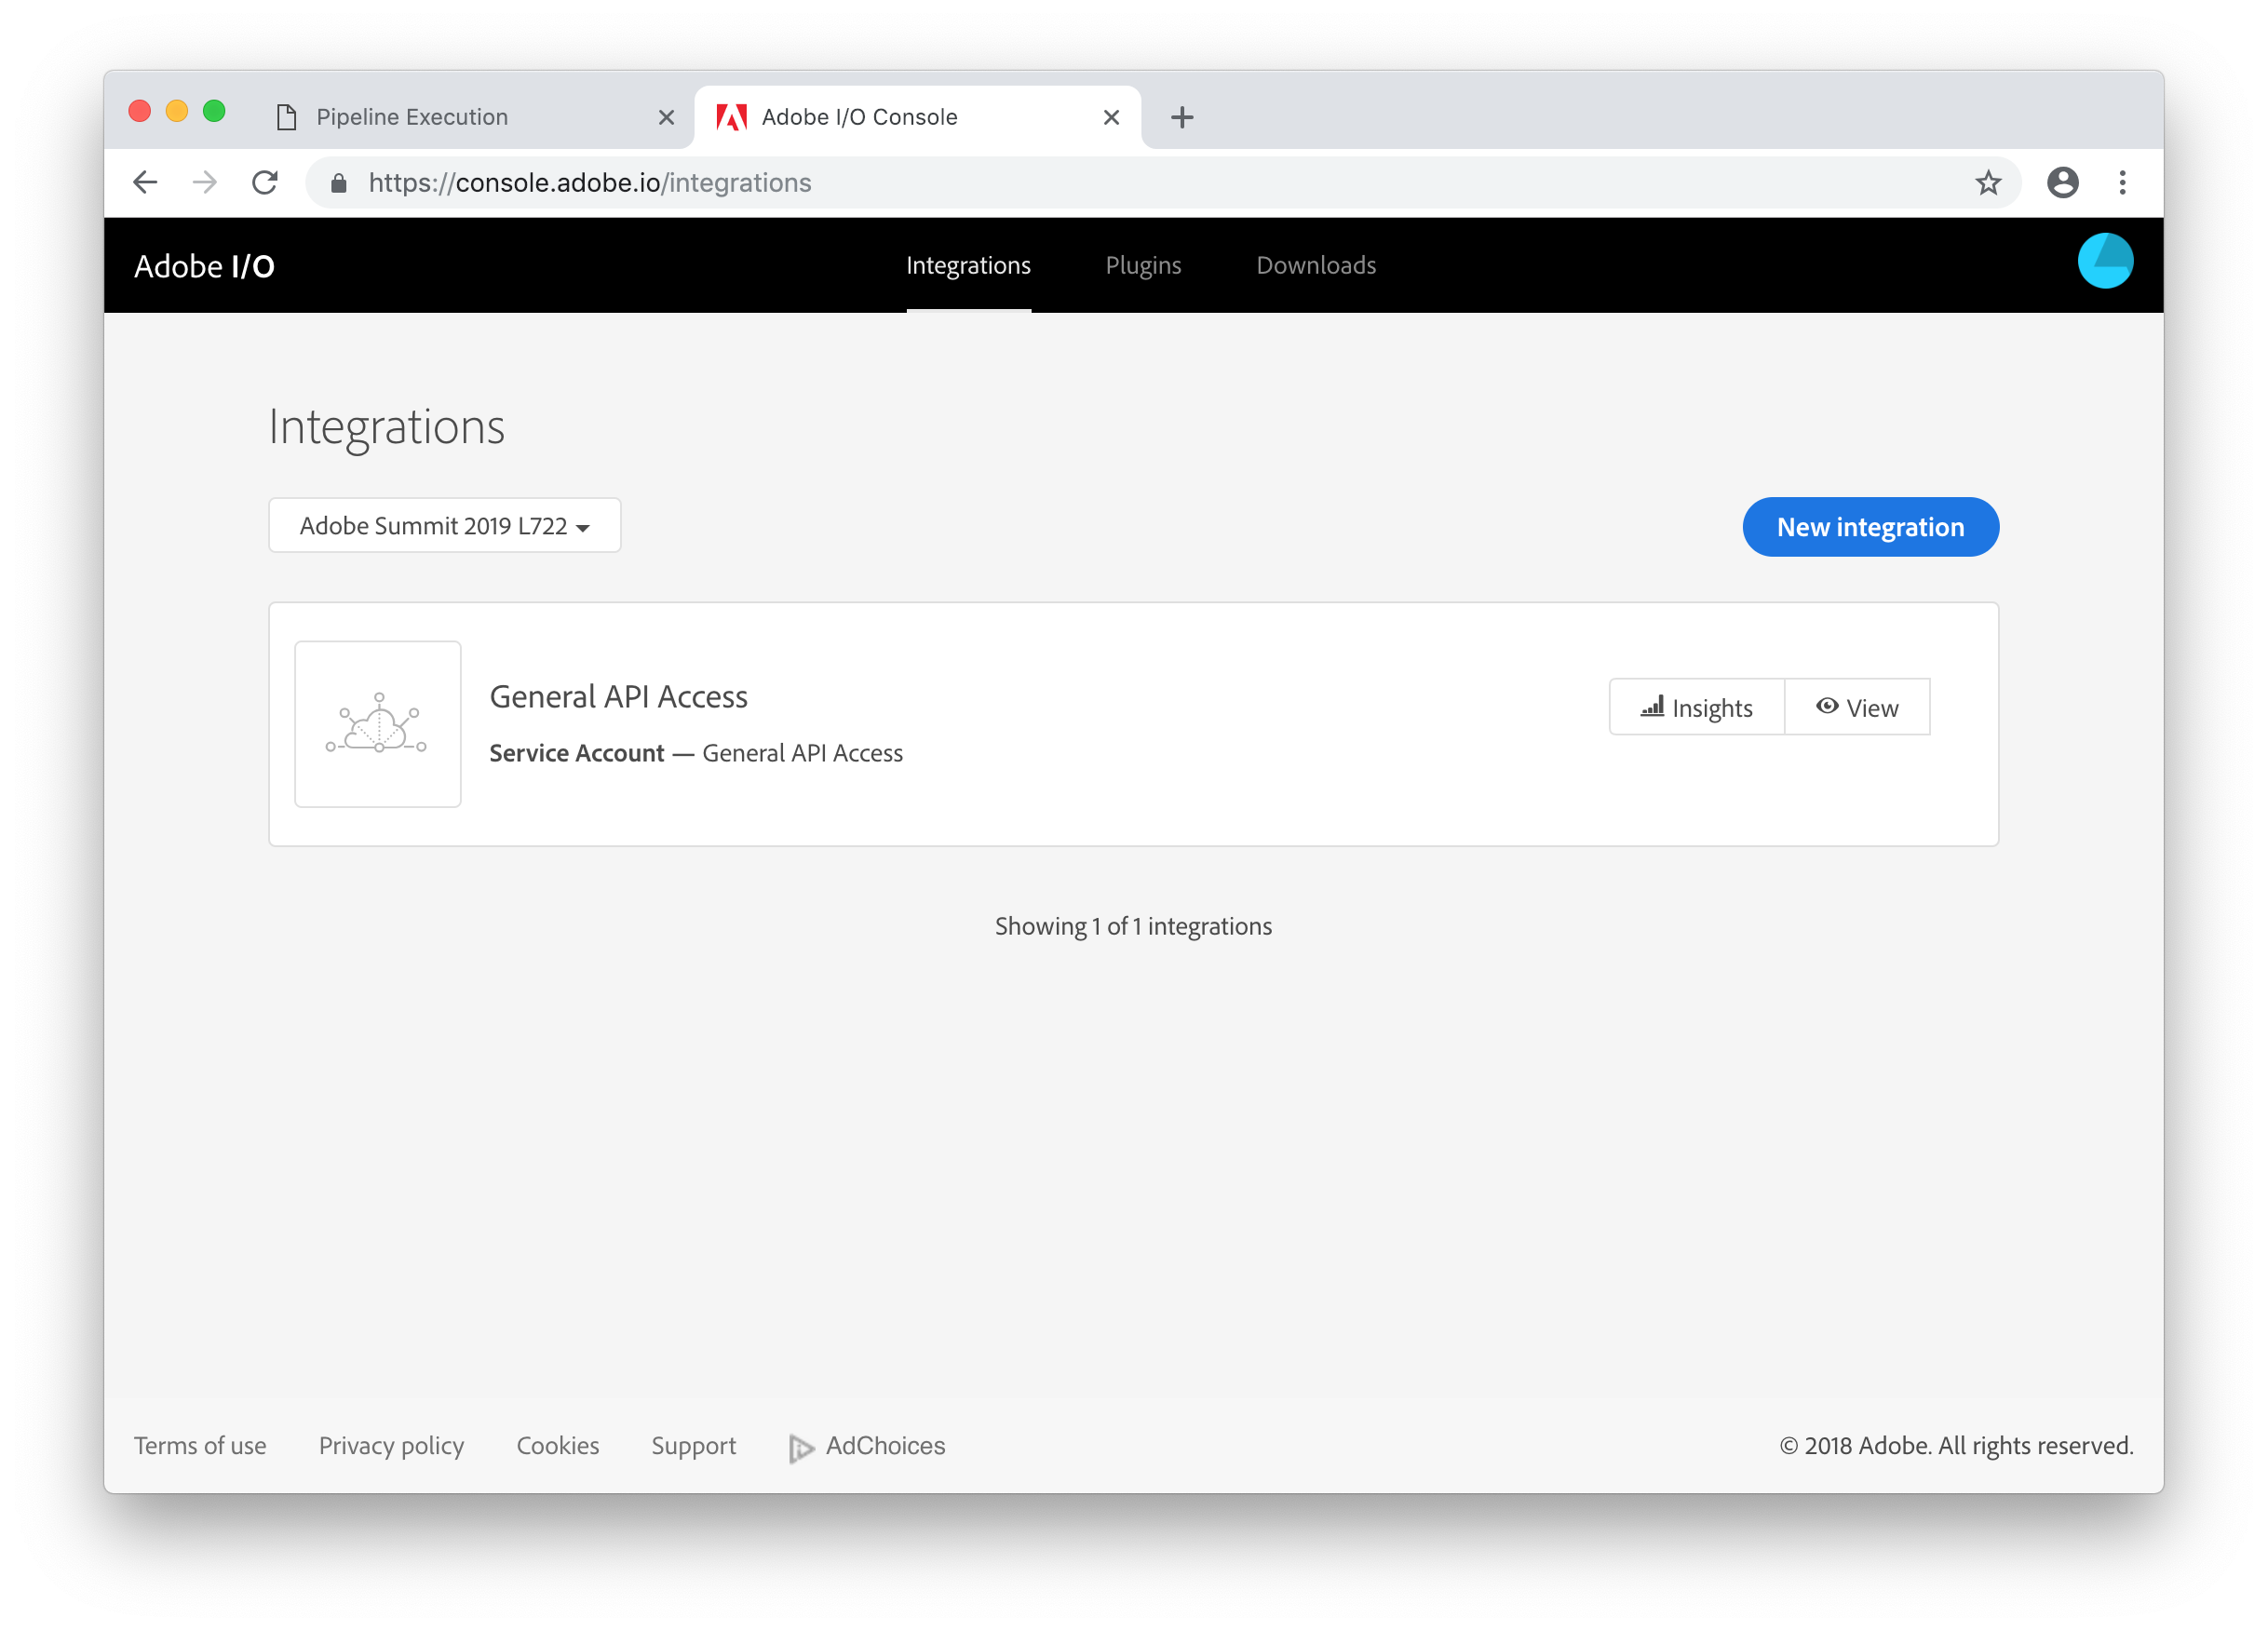 Pipeline Execution
Adobe I/O Console
https://console.adobe.io/integrations
Adobe I/O
Integrations
Plugins
Downloads
Integrations
Adobe Summit 2019 L722
New integration
General API Access
Service Account — General API Access
Insights
View
Showing 1 of 1 integrations
Terms of use
Privacy policy
Cookies
Support
AdChoices
© 2018 Adobe. All rights reserved.